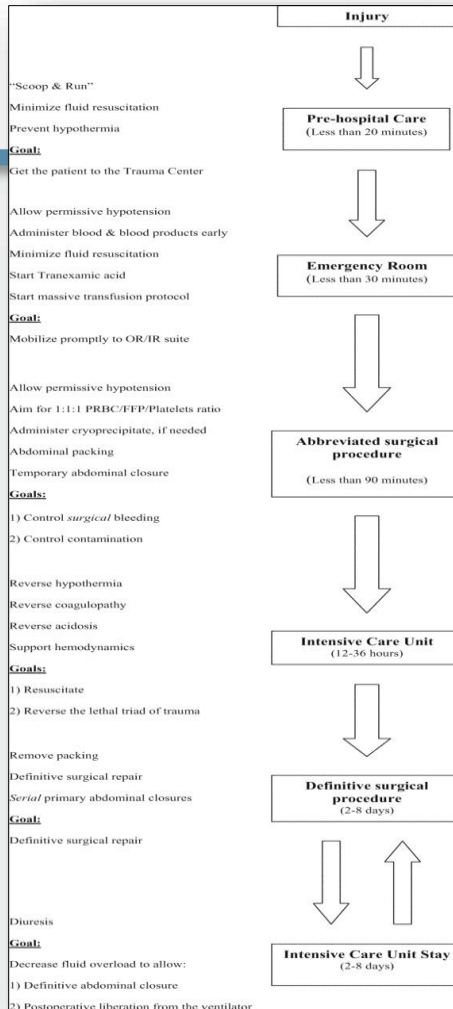 Injury
"Scoop & Run"
Minimize fluid resuscitation
Prevent hypothermia
Goal:
Get the patient to the Trauma Center
Pre-hospital Care
(Less than 20 minutes)
Allow permissive hypotension
Administer blood & blood products early
Minimize fluid resuscitation
Start Tranexamic acid
Start massive transfusion protocol
Goal:
Mobilize promptly to OR/IR suite
Emergency Room
(Less than 30 minutes)
Allow permissive hypotension
Aim for 1:1:1 PRBC/FFP/Platelets ratio
Administer cryoprecipitate, if needed
Abdominal packing
Temporary abdominal closure
Goals:
1) Control surgical bleeding
2) Control contamination
Abbreviated surgical
procedure
(Less than 90 minutes)
Reverse hypothermia
Reverse coagulopathy
Reverse acidosis
Support hemodynamics
Goals:
1) Resuscitate
2) Reverse the lethal triad of trauma
Intensive Care Unit
(12-36 hours)
Remove packing
Definitive surgical repair
Serial primary abdominal closures
Goal:
Definitive surgical repair
Definitive surgical
procedure
(2-8 days)
Diuresis
Goal:
Decrease fluid overload to allow:
1) Definitive abdominal closure
2) Postoperative liberation from the ventilator
Intensive Care Unit Stay
(2-8 days)